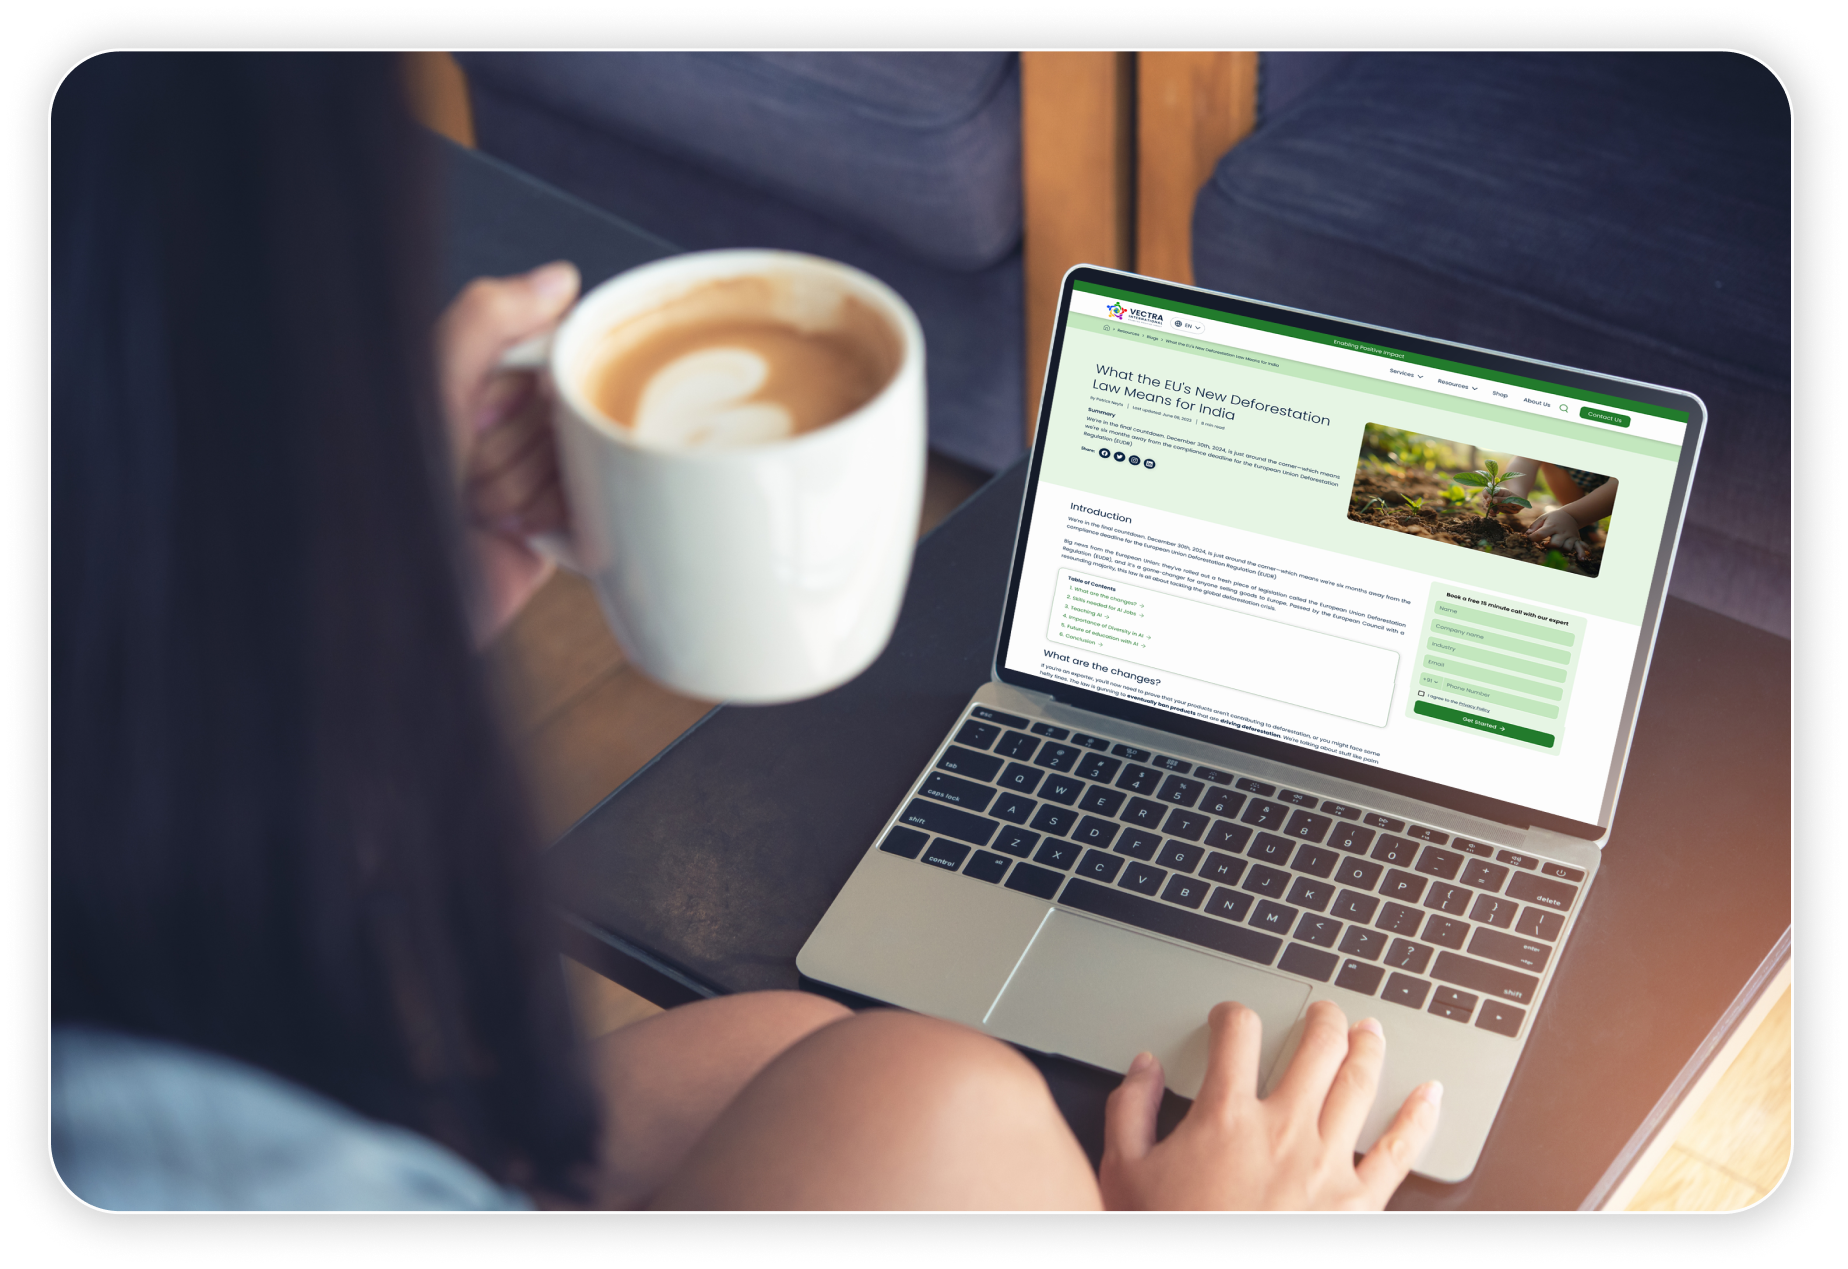 Enabling Positive Impact
VECTRA
INTERNATIONAL
EN
Services
Resources
Shop
About Us
Contact Us
Resources > Blogs > What the EU's New Deforestation Law Means for India
What the EU's New Deforestation
Law Means for India
Last updated: June 06, 2023 | 8 min read
Summary
We're in the final countdown. December 30th, 2024, is just around the corner—which means
we're six months away from the compliance deadline for the European Union Deforestation
Regulation (EUDR)
Share:
Introduction
We're in the final countdown. December 30th, 2024, is just around the corner—which means we're six months away from the
compliance deadline for the European Union Deforestation Regulation (EUDR)
Big news from the European Union: they've rolled out a fresh piece of legislation called the European Union Deforestation
Regulation (EUDR), and it's a game-changer for anyone selling goods to Europe. Passed by the European Council with a
resounding majority, this law is all about tackling the global deforestation crisis.
Table of Contents
1. What are the changes? →
2. Skills needed for AI Jobs →
3. Teaching AI →
4. Importance of Diversity in AI →
5. Future of education with AI →
6. Conclusion →
What are the changes?
If you're an exporter, you'll now need to prove that your products aren't contributing to deforestation, or you might face some
hefty fines. The law is gunning to eventually ban products that are driving deforestation. We're talking about stuff like palm
Book a free 15 minute call with our expert
Name
Company name
Industry
Email
+91 Phone Number
I agree to the Privacy Policy
Get Started →
esc
~ ! @ # $ % ^ & * ( ) _ +
\` 1 2 3 4 5 6 7 8 9 0 - = delete
tab Q W E R T Y U I O P { [ } ] | \
caps lock A S D F G H J K L : ; " ' enter
shift Z X C V B N M < , > . ? / shift
control alt alt